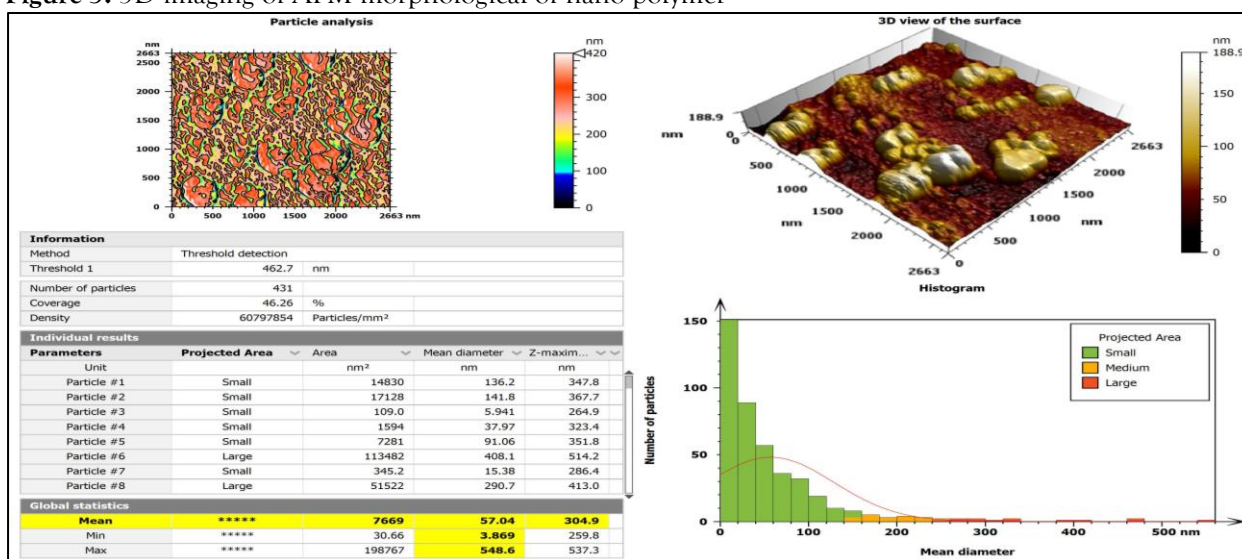 Figure 3. 3D imaging of AFM morphological of nano polymer
Particle analysis
nm
2663
2500
2000
1500
1000
500
0
0 500 1000 1500 2000 2663 nm
nm
420
300
200
100
0
Information
Method Threshold detection
Threshold 1 462.7 nm
Number of particles 431
Coverage 46.26 %
Density 60797854 Particles/mm²
Individual results
Parameters Projected Area Area Mean diameter Z-maxim...
Unit nm² nm nm
Particle #1 Small 14830 136.2 347.8
Particle #2 Small 17128 141.8 367.7
Particle #3 Small 109.0 5.941 264.9
Particle #4 Small 1594 37.97 323.4
Particle #5 Small 7281 91.06 351.8
Particle #6 Large 113482 408.1 514.2
Particle #7 Small 345.2 15.38 286.4
Particle #8 Large 51522 290.7 413.0
Global statistics
Mean ***** 7669 57.04 304.9
Min ***** 30.66 3.869 259.8
Max ***** 198767 548.6 537.3
3D view of the surface
188.9
nm
0
0
500
1000
nm
1500
2000
2663
0
500
1000
nm
1500
2000
2663
nm
188.9
150
100
50
0
Histogram
150
100
50
0
Number of particles
Projected Area
Small
Medium
Large
0 100 200 300 400 500 nm
Mean diameter